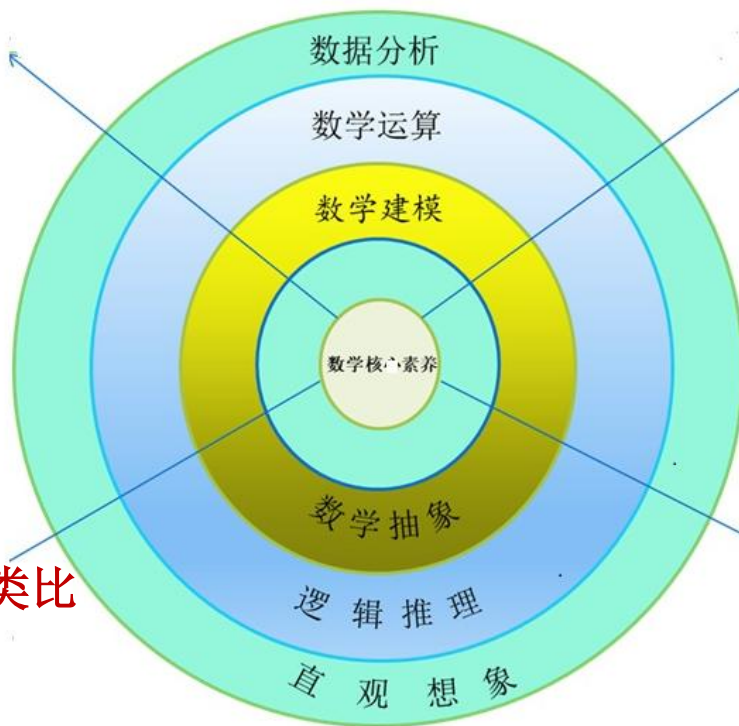 数据分析
数学运算
数学建模
数学核心素养
数学抽象
类比
逻辑推理
直观想象